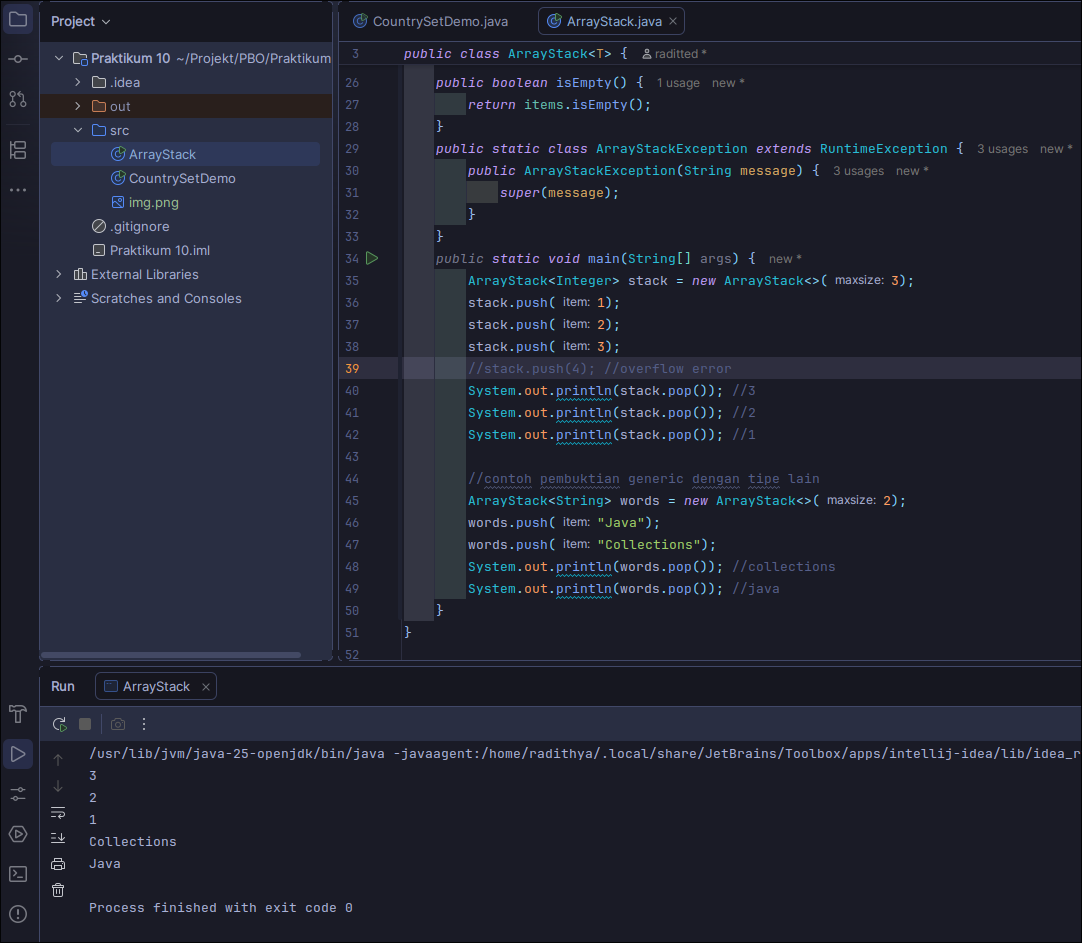 Project
Praktikum 10 ~/Projekt/PBO/Praktikum
.idea
out
src
ArrayStack
CountrySetDemo
img.png
.gitignore
Praktikum 10.iml
External Libraries
Scratches and Consoles
CountrySetDemo.java ArrayStack.java
3 public class ArrayStack<T> { raditted *
26 public boolean isEmpty() { 1 usage new *
27 return items.isEmpty();
28 }
29 public static class ArrayStackException extends RuntimeException { 3 usages new *
30 public ArrayStackException(String message) { 3 usages new *
31 super(message);
32 }
33 }
34 public static void main(String[] args) { new *
35 ArrayStack<Integer> stack = new ArrayStack<>( maxsize: 3);
36 stack.push( item: 1);
37 stack.push( item: 2);
38 stack.push( item: 3);
39 //stack.push(4); //overflow error
40 System.out.println(stack.pop()); //3
41 System.out.println(stack.pop()); //2
42 System.out.println(stack.pop()); //1
43
44 //contoh pembuktian generic dengan tipe lain
45 ArrayStack<String> words = new ArrayStack<>( maxsize: 2);
46 words.push( item: "Java");
47 words.push( item: "Collections");
48 System.out.println(words.pop()); //collections
49 System.out.println(words.pop()); //java
50 }
51 }
52
Run ArrayStack
/usr/lib/jvm/java-25-openjdk/bin/java -javaagent:/home/radithya/.local/share/JetBrains/Toolbox/apps/intellij-idea/lib/idea_r
3
2
1
Collections
Java
Process finished with exit code 0